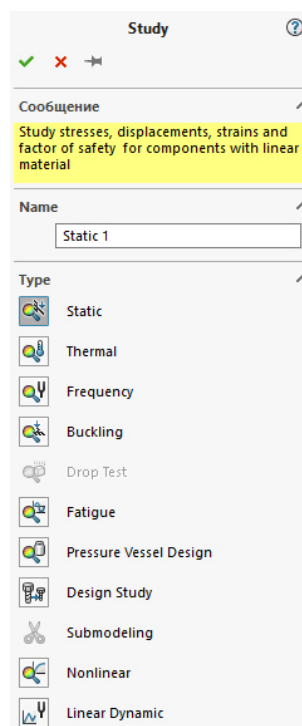 Study
Сообщение
Study stresses, displacements, strains and
factor of safety for components with linear
material
Name
Static 1
Type
Static
Thermal
Frequency
Buckling
Drop Test
Fatigue
Pressure Vessel Design
Design Study
Submodeling
Nonlinear
Linear Dynamic